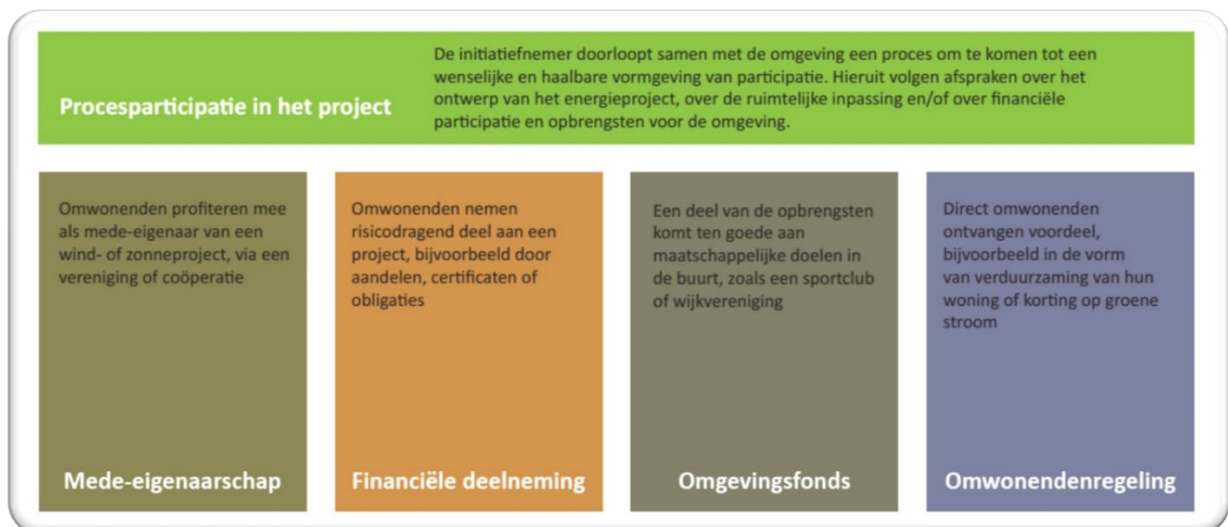 Procesparticipatie in het project
De initiatiefnemer doorloopt samen met de omgeving een proces om te komen tot een
wenselijke en haalbare vormgeving van participatie. Hieruit volgen afspraken over het
ontwerp van het energieproject, over de ruimtelijke inpassing en/of over financiële
participatie en opbrengsten voor de omgeving.
Omwonenden profiteren mee
als mede-eigenaar van een
wind- of zonneproject, via een
vereniging of coöperatie
Mede-eigenaarschap
Omwonenden nemen
risicodragend deel aan een
project, bijvoorbeeld door
aandelen, certificaten of
obligaties
Financiële deelneming
Een deel van de opbrengsten
komt ten goede aan
maatschappelijke doelen in
de buurt, zoals een sportclub
of wijkvereniging
Omgevingsfonds
Direct omwonenden
ontvangen voordeel,
bijvoorbeeld in de vorm
van verduurzaming van hun
woning of korting op groene
stroom
Omwonendenregeling